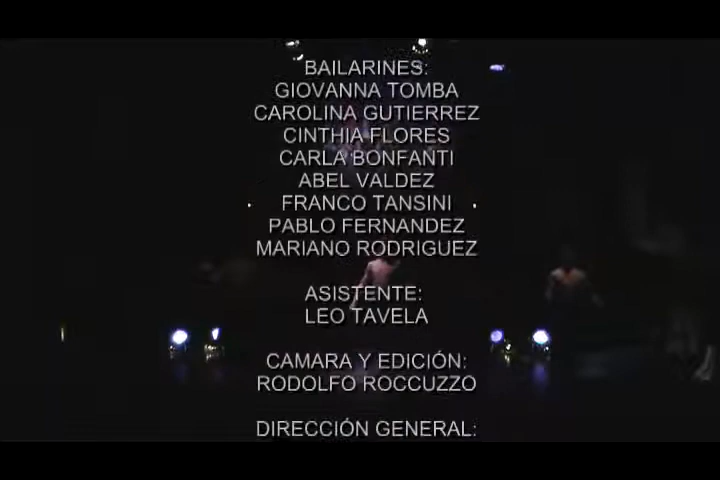 BAILARINES:
GIOVANNA TOMBA
CAROLINA GUTIERREZ
CINTHIA FLORES
CARLA BONFANTI
ABEL VALDEZ
FRANCO TANSINI
PABLO FERNANDEZ
MARIANO RODRIGUEZ
ASISTENTE:
LEO TAVELA
CAMARA Y EDICIÓN:
RODOLFO ROCCUZZO
DIRECCIÓN GENERAL: